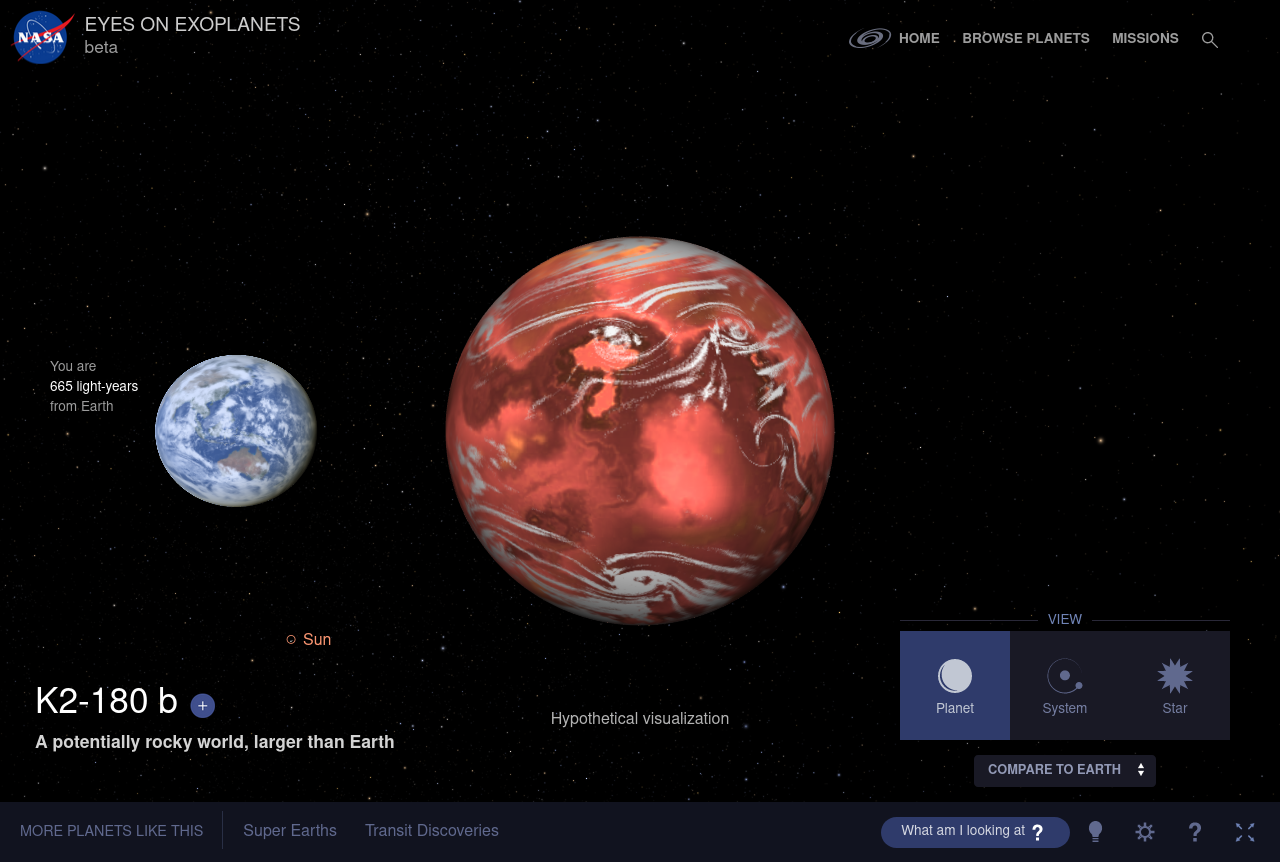 NASA
EYES ON EXOPLANETS
beta
HOME
BROWSE PLANETS
MISSIONS
You are
665 light-years
from Earth
Sun
K2-180 b
+
A potentially rocky world, larger than Earth
Hypothetical visualization
VIEW
Planet
System
Star
COMPARE TO EARTH
MORE PLANETS LIKE THIS
Super Earths
Transit Discoveries
What am I looking at ?
?